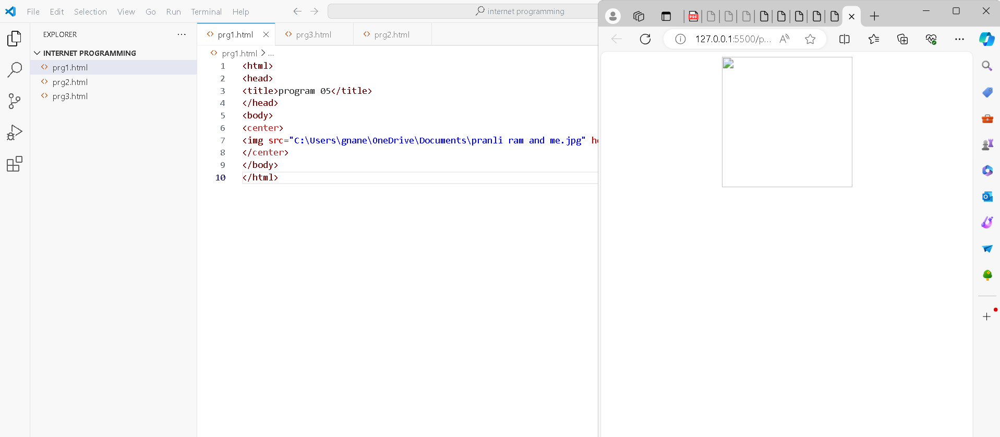 File Edit Selection View Go Run Terminal Help
internet programming
EXPLORER
INTERNET PROGRAMMING
prg1.html
prg2.html
prg3.html
prg1.html
prg3.html
prg2.html
prg1.html > ...
1 <html>
2 <head>
3 <title>program 05</title>
4 </head>
5 <body>
6 <center>
7 <img src="C:\Users\gnane\OneDrive\Documents\pranli ram and me.jpg" he
8 </center>
9 </body>
10 </html>
PDF
127.0.0.1:5500/p...